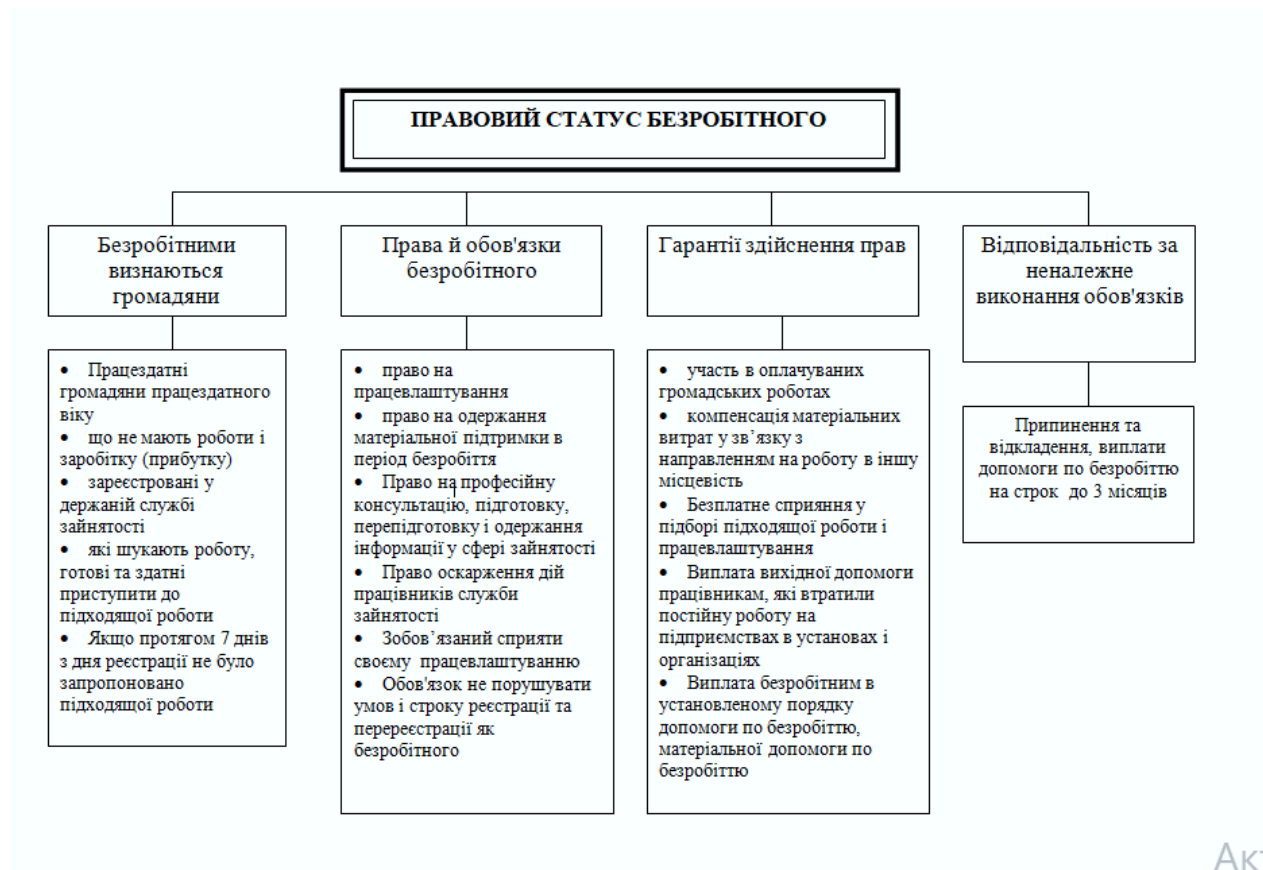 ПРАВОВИЙ СТАТУС БЕЗРОБІТНОГО
Безробітними
визнаються
громадяни
• Працездатні
громадяни працездатного
віку
• що не мають роботи і
заробітку (прибутку)
• зареєстровані у
держаній службі
зайнятості
• які шукають роботу,
готові та здатні
приступити до
підходящої роботи
• Якщо протягом 7 днів
з дня реєстрації не було
запропоновано
підходящої роботи
Права й обов'язки
безробітного
• право на
працевлаштування
• право на одержання
матеріальної підтримки в
період безробіття
• Право на професійну
консультацію, підготовку,
перепідготовку і одержання
інформації у сфері зайнятості
• Право оскарження дій
працівників служби
зайнятості
• Зобов’язаний сприяти
своєму працевлаштуванню
• Обов'язок не порушувати
умов і строку реєстрації та
перереєстрації як
безробітного
Гарантії здійснення прав
• участь в оплачуваних
громадських роботах
• компенсація матеріальних
витрат у зв’язку з
направленням на роботу в іншу
місцевість
• Безплатне сприяння у
підборі підходящої роботи і
працевлаштування
• Виплата вихідної допомоги
працівникам, які втратили
постійну роботу на
підприємствах в установах і
організаціях
• Виплата безробітним в
установленому порядку
допомоги по безробіттю,
матеріальної допомоги по
безробіттю
Відповідальність за
неналежне
виконання обов'язків
Припинення та
відкладення, виплати
допомоги по безробіттю
на строк до 3 місяців